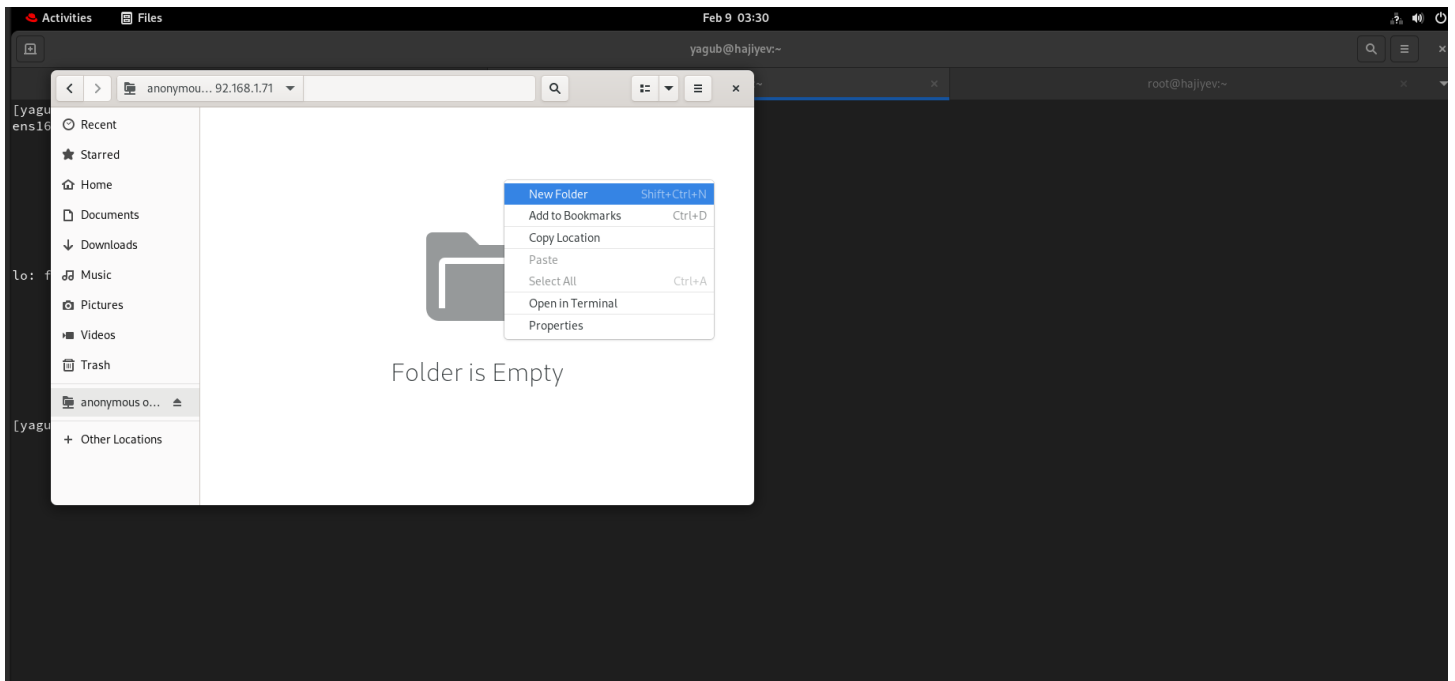 Activities Files Feb 9 03:30
yagub@hajiyev:~
anonymou... 92.168.1.71
:~ root@hajiyev:~
[yagu
ens16
Recent
Starred
Home
Documents
Downloads
lo: f
Music
Pictures
Videos
Trash
anonymous o...
[yagu
+ Other Locations
New Folder Shift+Ctrl+N
Add to Bookmarks Ctrl+D
Copy Location
Paste
Select All Ctrl+A
Open in Terminal
Properties
Folder is Empty